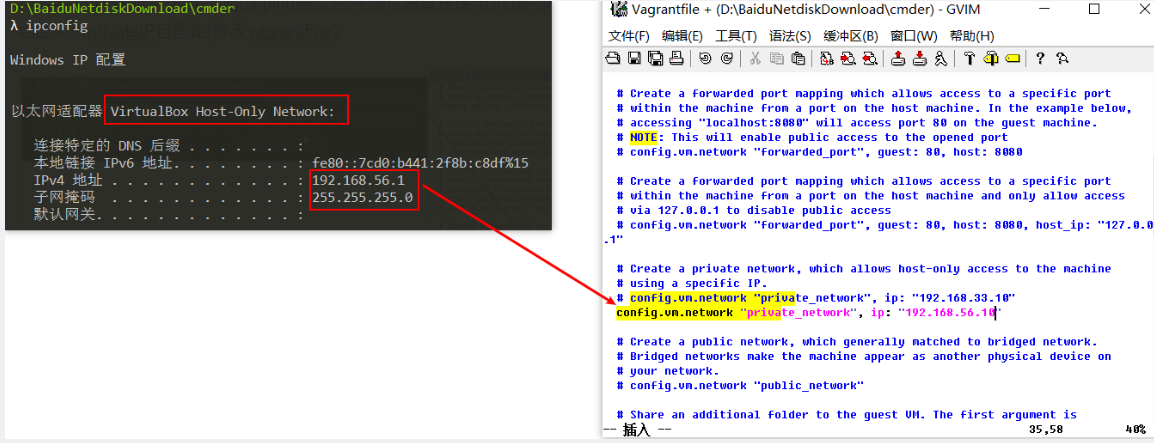 D:\BaiduNetdiskDownload\cmder
λ ipconfig
Windows IP 配置
以太网适配器 VirtualBox Host-Only Network:
连接特定的 DNS 后缀 . . . . . . . :
本地链接 IPv6 地址. . . . . . . . : fe80::7cd0:b441:2f8b:c8df%15
IPv4 地址 . . . . . . . . . . . . : 192.168.56.1
子网掩码 . . . . . . . . . . . . : 255.255.255.0
默认网关. . . . . . . . . . . . . :
Vagrantfile + (D:\BaiduNetdiskDownload\cmder) - GVIM
文件(F) 编辑(E) 工具(T) 语法(S) 缓冲区(B) 窗口(W) 帮助(H)
# Create a forwarded port mapping which allows access to a specific port
# within the machine from a port on the host machine. In the example below,
# accessing "localhost:8080" will access port 80 on the guest machine.
# NOTE: This will enable public access to the opened port
# config.vm.network "forwarded_port", guest: 80, host: 8080
# Create a forwarded port mapping which allows access to a specific port
# within the machine from a port on the host machine and only allow access
# via 127.0.0.1 to disable public access
# config.vm.network "forwarded_port", guest: 80, host: 8080, host_ip: "127.0.0
.1"
# Create a private network, which allows host-only access to the machine
# using a specific IP.
# config.vm.network "private_network", ip: "192.168.33.10"
config.vm.network "private_network", ip: "192.168.56.10"
# Create a public network, which generally matched to bridged network.
# Bridged networks make the machine appear as another physical device on
# your network.
# config.vm.network "public_network"
# Share an additional folder to the guest VM. The first argument is
-- 插入 -- 35,58 40%